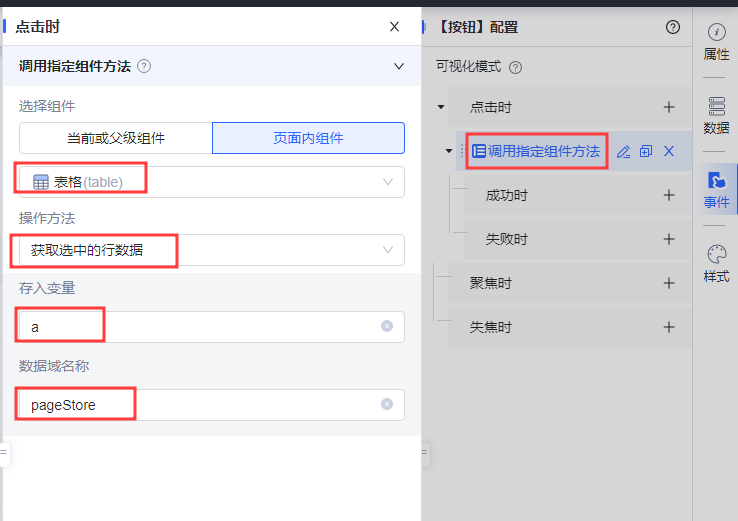 点击时
调用指定组件方法
选择组件
当前或父级组件
页面内组件
表格(table)
操作方法
获取选中的行数据
存入变量
a
数据域名称
pageStore
【按钮】配置
可视化模式
点击时
调用指定组件方法
成功时
失败时
聚焦时
失焦时
属性
数据
事件
样式